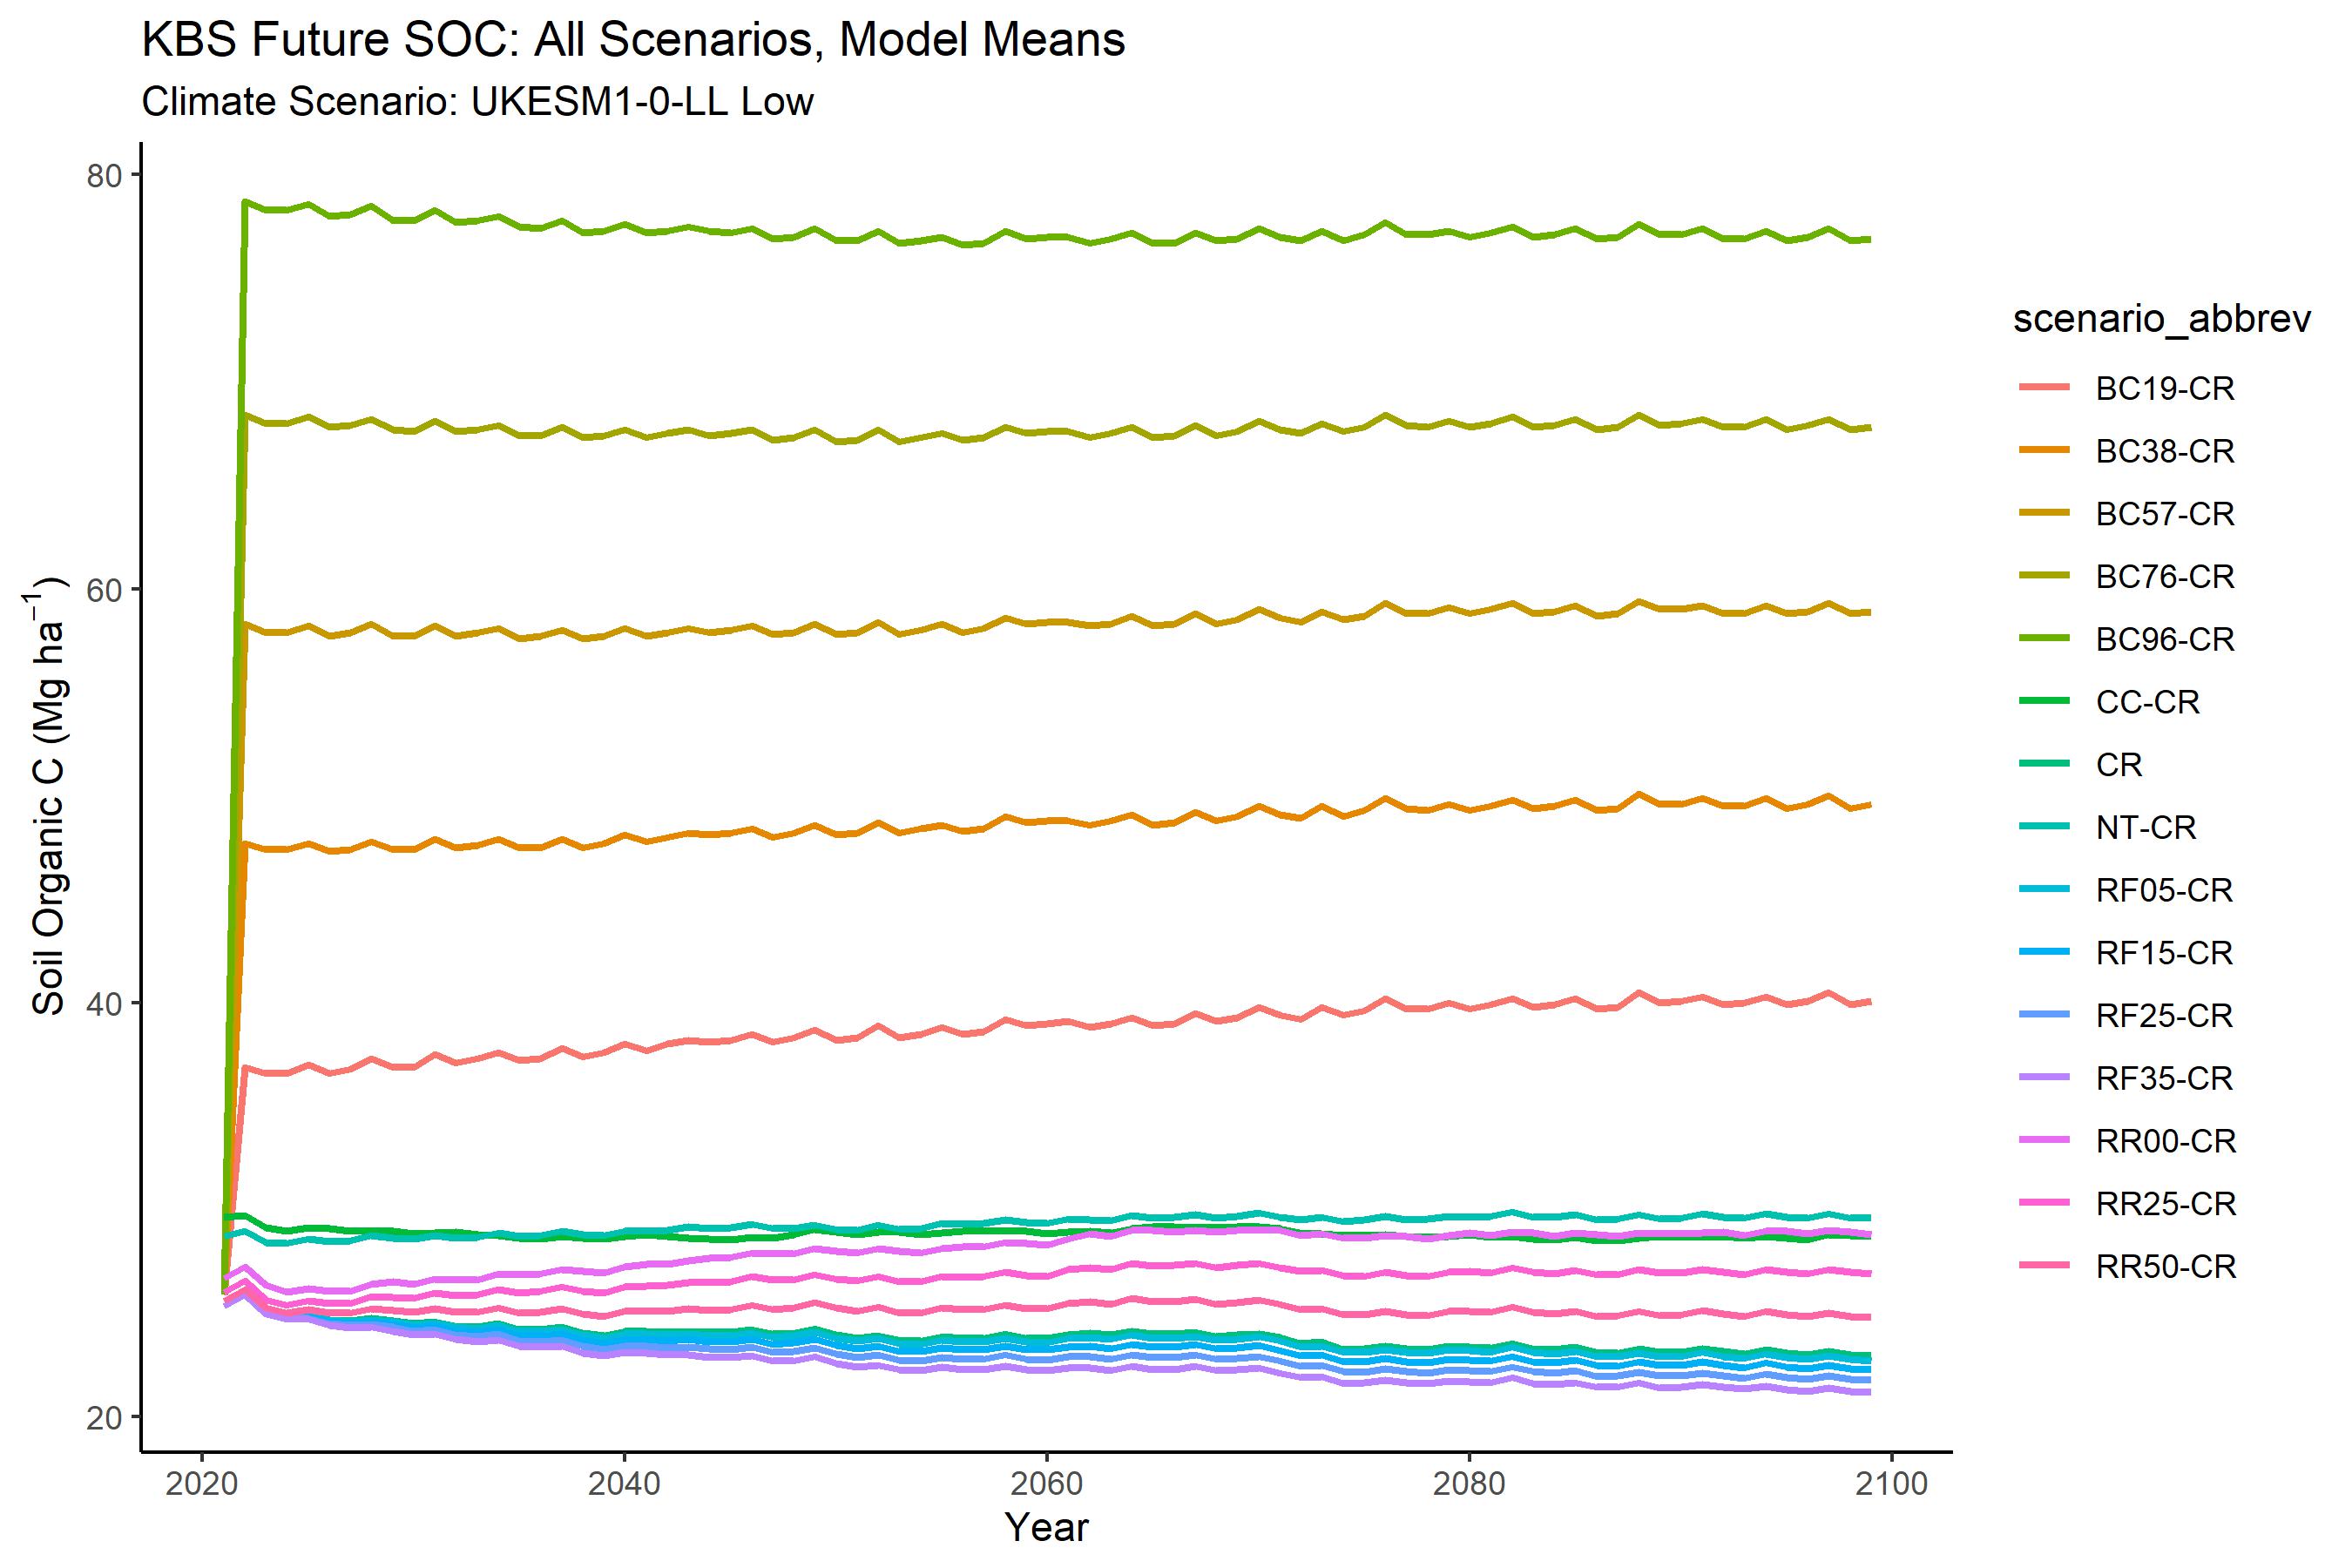 KBS Future SOC: All Scenarios, Model Means
Climate Scenario: UKESM1-0-LL Low
Soil Organic C (Mg ha⁻¹)
80
60
40
20
2020
2040
2060
2080
2100
Year
scenario_abbrev
BC19-CR
BC38-CR
BC57-CR
BC76-CR
BC96-CR
CC-CR
CR
NT-CR
RF05-CR
RF15-CR
RF25-CR
RF35-CR
RR00-CR
RR25-CR
RR50-CR